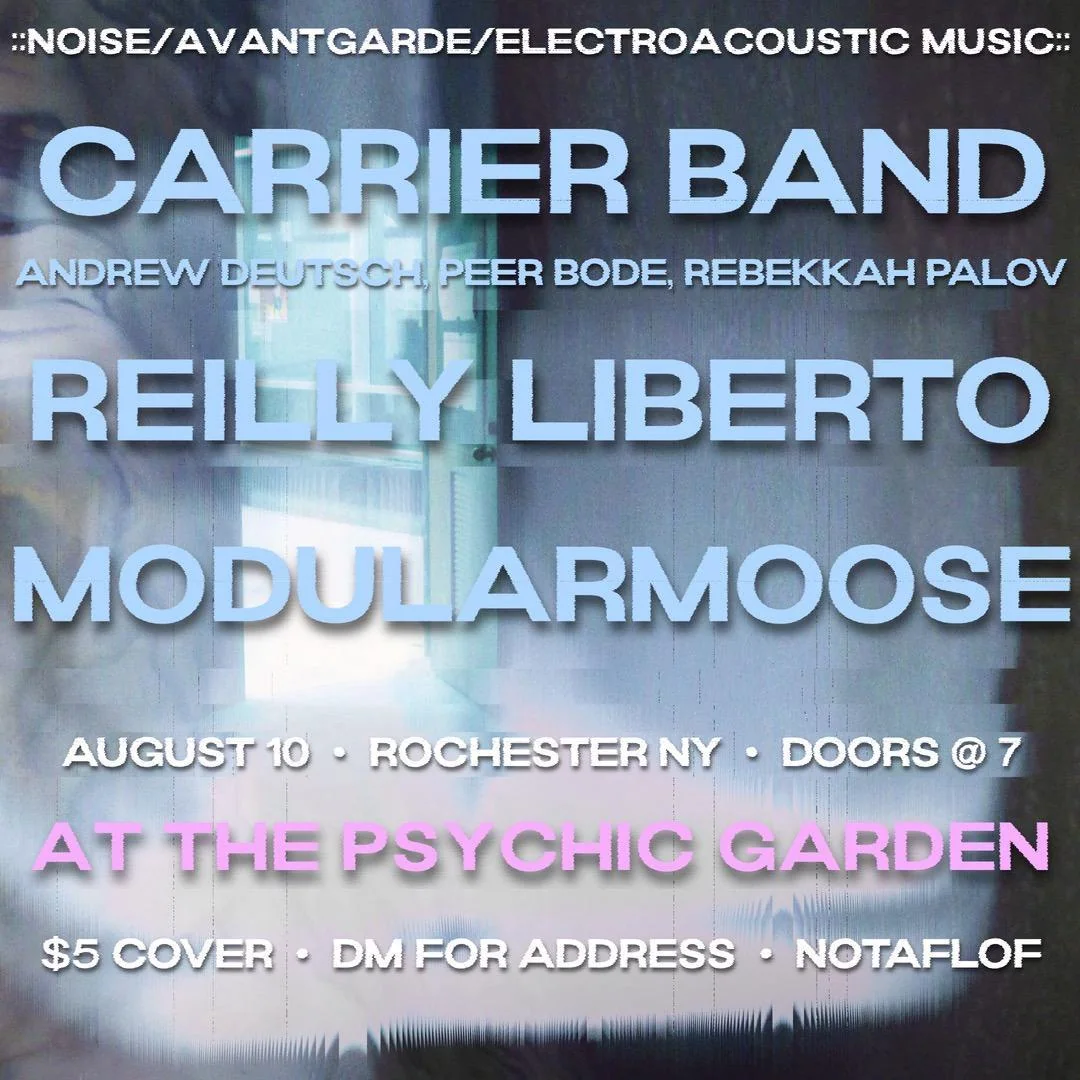 ::NOISE/AVANTGARDE/ELECTROACOUSTIC MUSIC::
CARRIER BAND
ANDREW DEUTSCH, PEER BODE, REBEKKAH PALOV
REILLY LIBERTO
MODULARMOOSE
AUGUST 10 • ROCHESTER NY • DOORS @ 7
AT THE PSYCHIC GARDEN
$5 COVER • DM FOR ADDRESS • NOTAFLOF